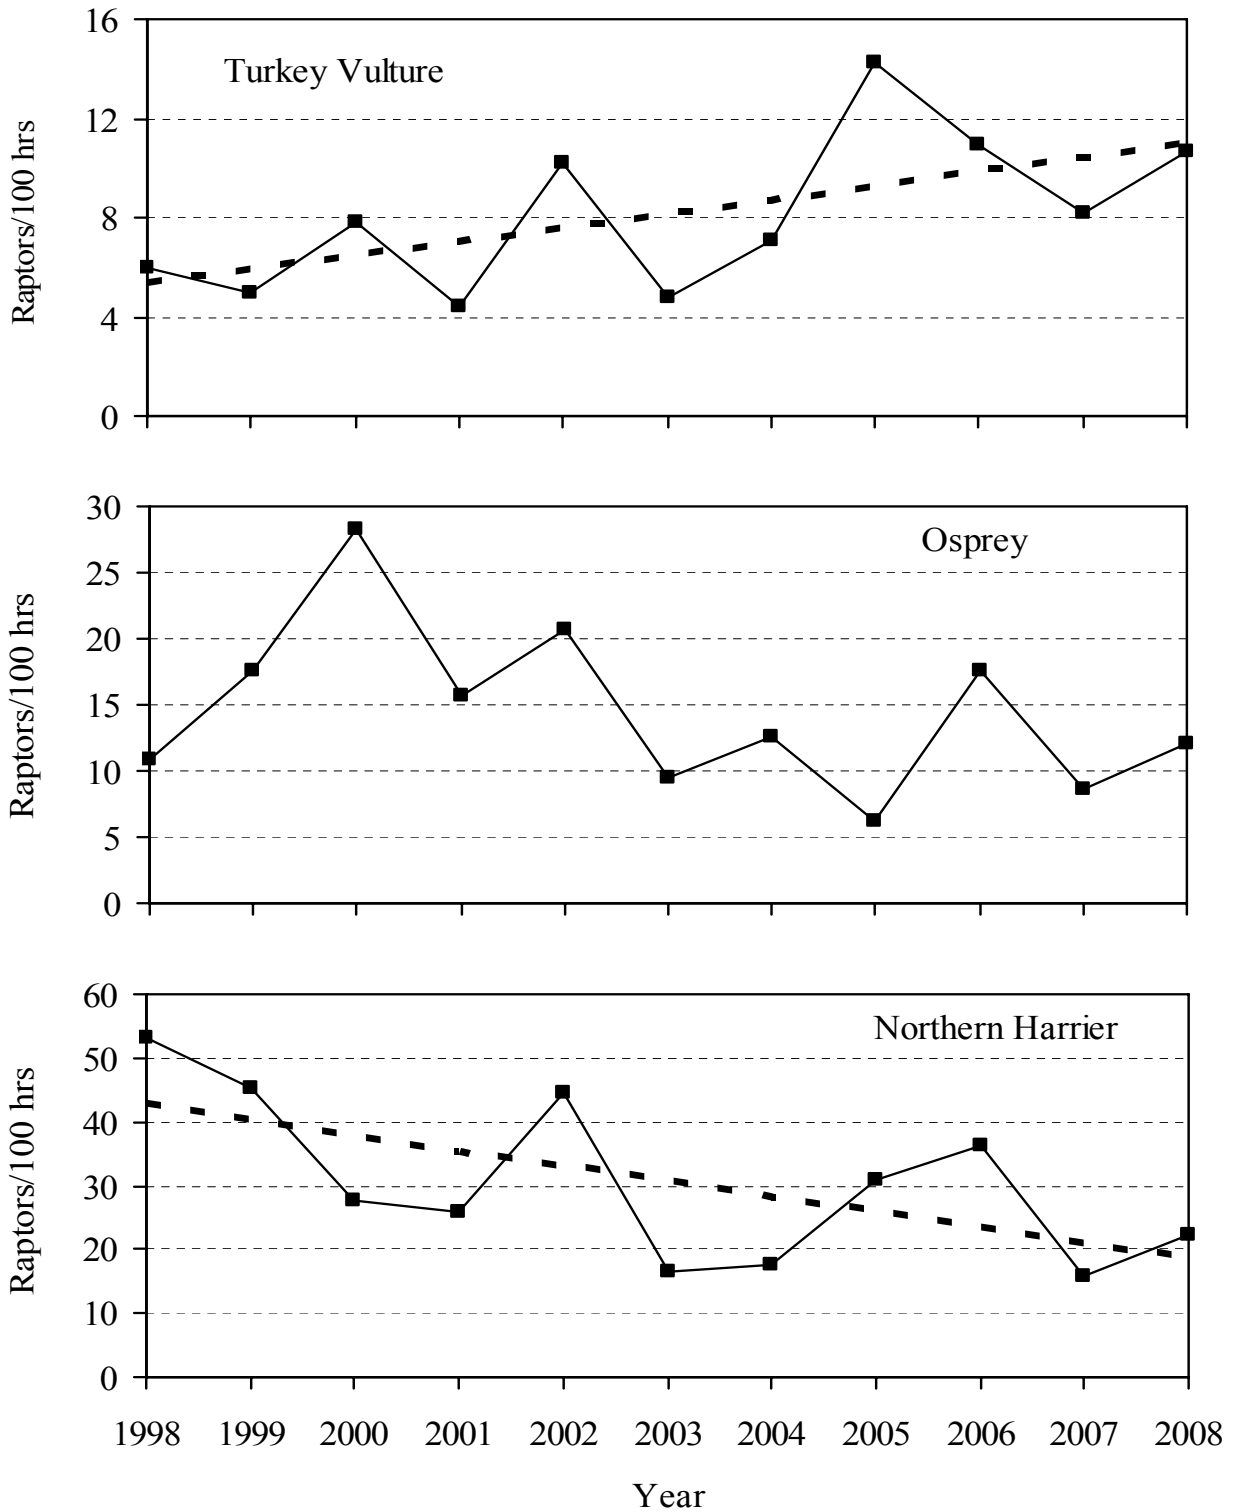 16
Turkey Vulture
12
8
4
0
Raptors/100 hrs
30
Osprey
25
20
15
10
5
0
Raptors/100 hrs
60
Northern Harrier
50
40
30
20
10
0
Raptors/100 hrs
1998 1999 2000 2001 2002 2003 2004 2005 2006 2007 2008
Year